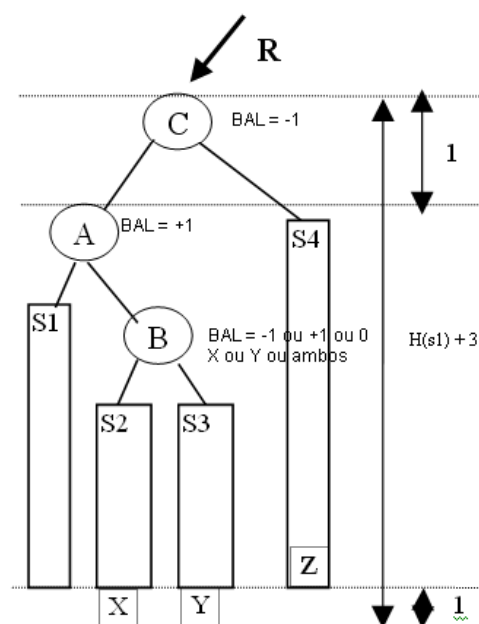 R
C
BAL = -1
1
A
BAL = +1
S4
S1
B
BAL = -1 ou +1 ou 0
X ou Y ou ambos
H(s1) + 3
S2
S3
Z
X
Y
1